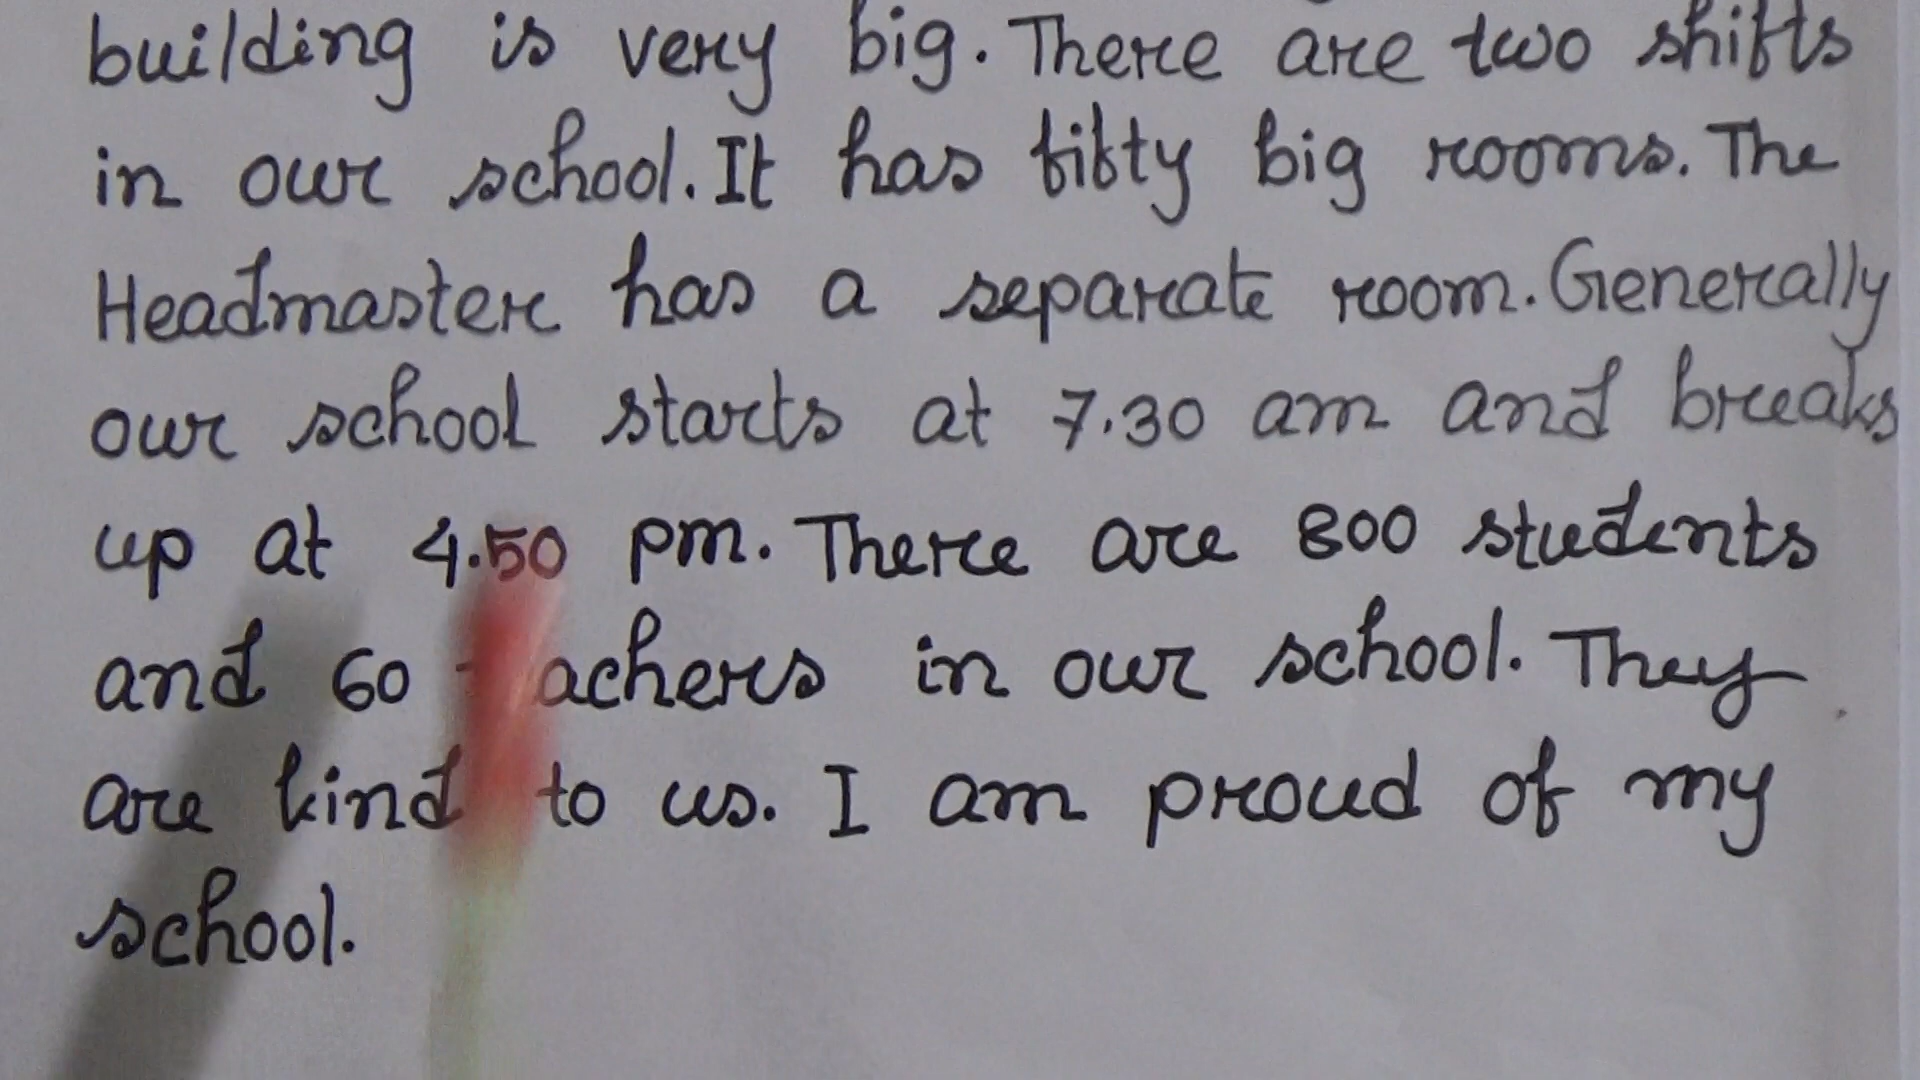 building is very big. There are two shifts
in our school. It has fifty big rooms. The
Headmaster has a separate room. Generally
our school starts at 7.30 am and breaks
up at 4.50 pm. There are 800 students
and 60 in our school. They
are kind to us. I am proud of my
school.